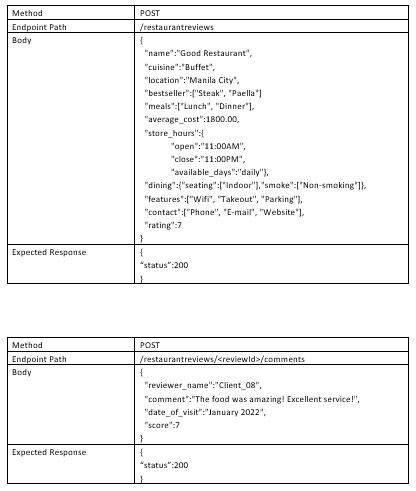 Method POST
Endpoint Path /restaurantreviews
Body {
"name":"Good Restaurant",
"cuisine":"Buffet",
"location":"Manila City",
"bestseller":["Steak", "Paella"]
"meals":["Lunch", "Dinner"],
"average_cost":1800.00,
"store_hours":{
"open":"11:00AM",
"close":"11:00PM",
"available_days":"daily"},
"dining":{"seating":["Indoor"],"smoke":["Non-smoking"]},
"features":["Wifi", "Takeout", "Parking"],
"contact":["Phone", "E-mail", "Website"],
"rating":7
}
Expected Response {
"status":200
}
Method POST
Endpoint Path /restaurantreviews/<reviewId>/comments
Body {
"reviewer_name":"Client_08",
"comment":"The food was amazing! Excellent service!",
"date_of_visit":"January 2022",
"score":7
}
Expected Response {
"status":200
}